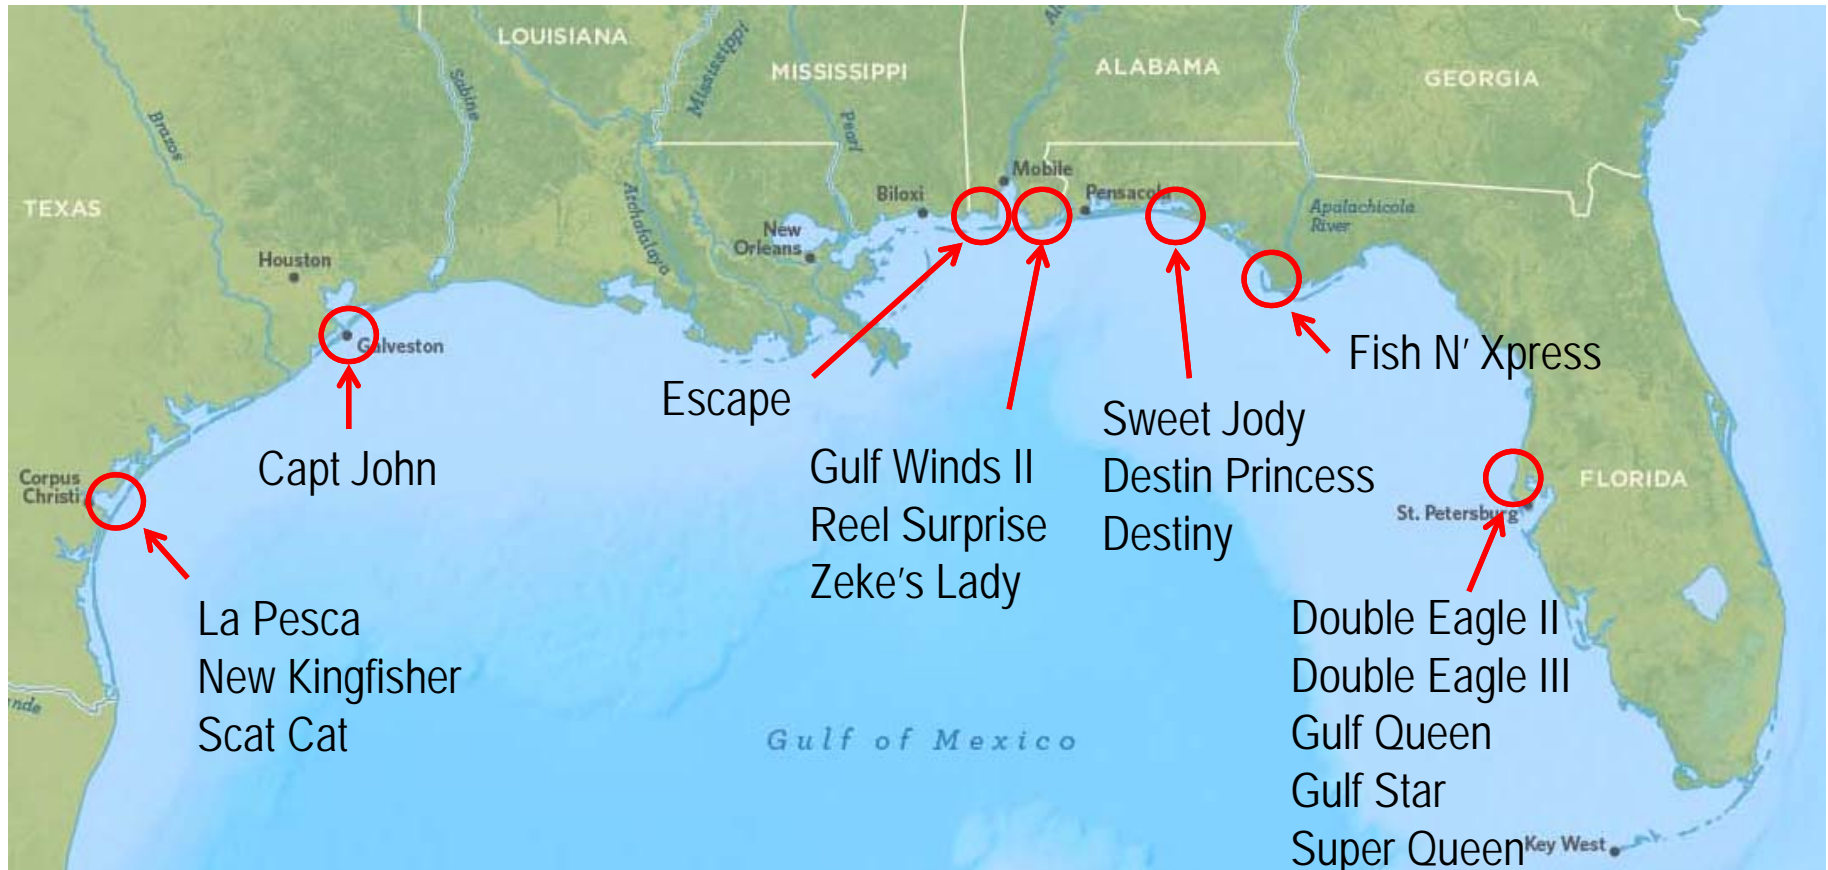 LOUISIANA
MISSISSIPPI
ALABAMA
GEORGIA
TEXAS
FLORIDA
Brazos
Sabine
Mississippi
Atchafalaya
Pearl
Mobile
Biloxi
Pensacola
New
Orleans
Apalachicola
River
Houston
Galveston
Corpus
Christi
St. Petersburg
Key West
Gulf of Mexico
Capt John
La Pesca
New Kingfisher
Scat Cat
Escape
Gulf Winds II
Reel Surprise
Zeke's Lady
Sweet Jody
Destin Princess
Destiny
Fish N' Xpress
Double Eagle II
Double Eagle III
Gulf Queen
Gulf Star
Super Queen